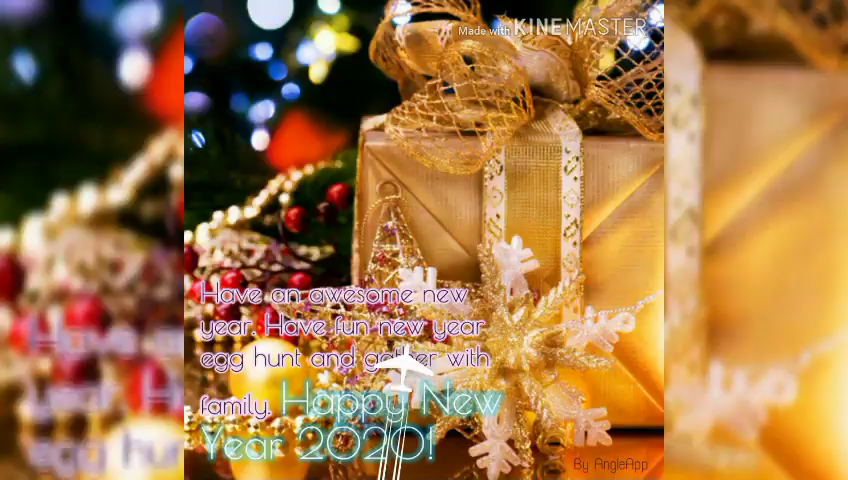 Made with KINEMASTER
Have an awesome new
year. Have fun new year
egg hunt and gather with
family. Happy New
Year 2020!
By AngleApp